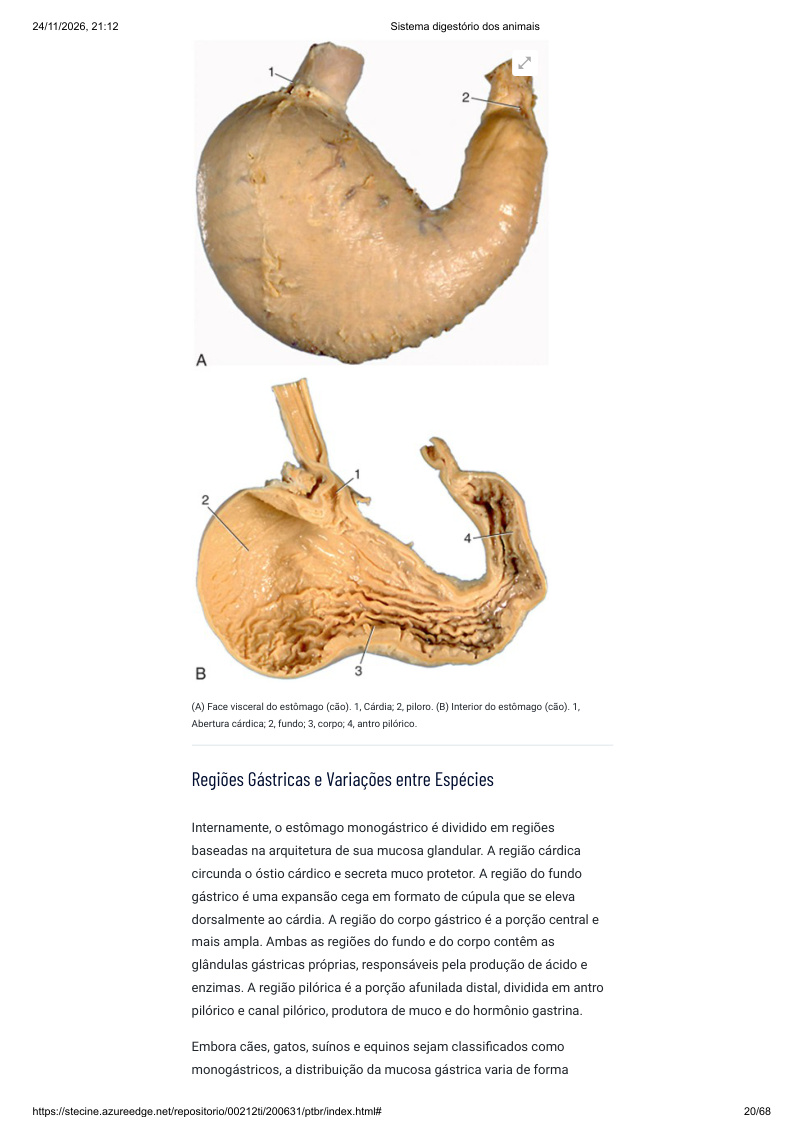 24/11/2026, 21:12
Sistema digestório dos animais
1
2
A
1
2
4
3
B
(A) Face visceral do estômago (cão). 1, Cárdia; 2, piloro. (B) Interior do estômago (cão). 1,
Abertura cárdica; 2, fundo; 3, corpo; 4, antro pilórico.
Regiões Gástricas e Variações entre Espécies
Internamente, o estômago monogástrico é dividido em regiões
baseadas na arquitetura de sua mucosa glandular. A região cárdica
circunda o óstio cárdico e secreta muco protetor. A região do fundo
gástrico é uma expansão cega em formato de cúpula que se eleva
dorsalmente ao cárdia. A região do corpo gástrico é a porção central e
mais ampla. Ambas as regiões do fundo e do corpo contêm as
glândulas gástricas próprias, responsáveis pela produção de ácido e
enzimas. A região pilórica é a porção afunilada distal, dividida em antro
pilórico e canal pilórico, produtora de muco e do hormônio gastrina.
Embora cães, gatos, suínos e equinos sejam classificados como
monogástricos, a distribuição da mucosa gástrica varia de forma
https://stecine.azureedge.net/repositorio/00212ti/200631/ptbr/index.html#
20/68